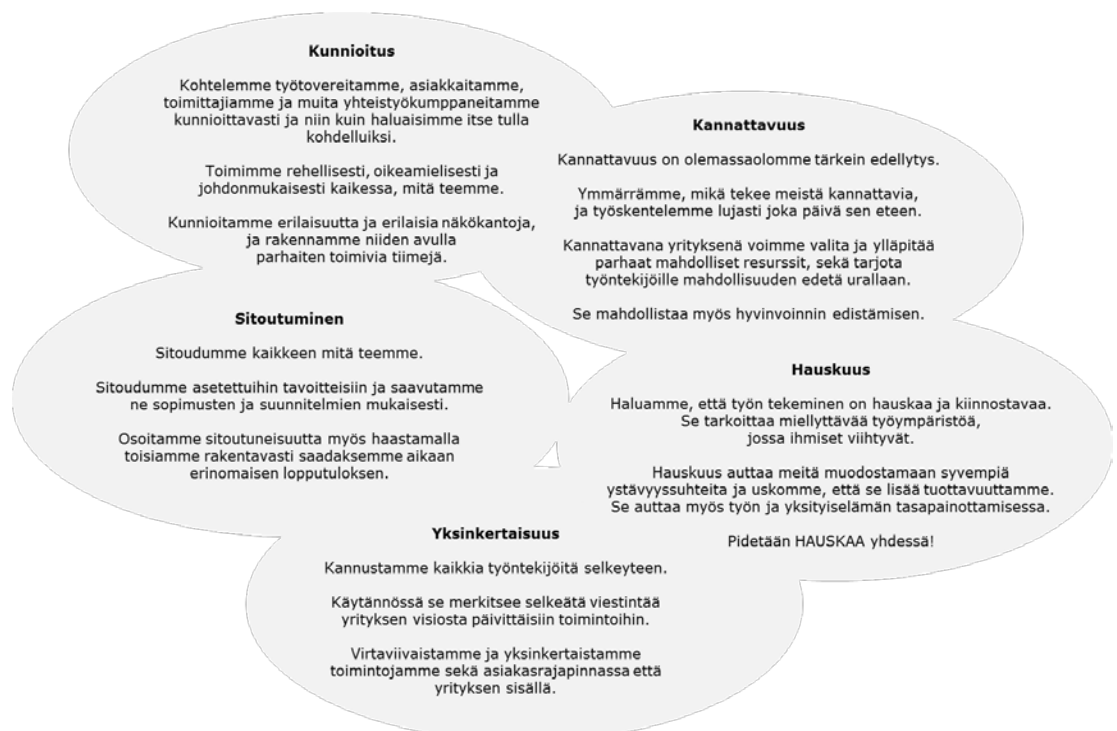 Kunnioitus
Kohtelemme työtovereitamme, asiakkaitamme,
toimittajiamme ja muita yhteistyökumppaneitamme
kunnioittavasti ja niin kuin haluaisimme itse tulla
kohdelluiksi.
Toimimme rehellisesti, oikeamielisesti ja
johdonmukaisesti kaikessa, mitä teemme.
Kunnioitamme erilaisuutta ja erilaisia näkökantoja,
ja rakennamme niiden avulla
parhaiten toimivia tiimejä.
Kannattavuus
Kannattavuus on olemassaolomme tärkein edellytys.
Ymmärrämme, mikä tekee meistä kannattavia,
ja työskentelemme lujasti joka päivä sen eteen.
Kannattavana yrityksenä voimme valita ja ylläpitää
parhaat mahdolliset resurssit, sekä tarjota
työntekijöille mahdollisuuden edetä urallaan.
Se mahdollistaa myös hyvinvoinnin edistämisen.
Sitoutuminen
Sitoudumme kaikkeen mitä teemme.
Sitoudumme asetettuihin tavoitteisiin ja saavutamme
ne sopimusten ja suunnitelmien mukaisesti.
Osoitamme sitoutuneisuutta myös haastamalla
toisiamme rakentavasti saadaksemme aikaan
erinomaisen lopputuloksen.
Hauskuus
Haluamme, että työn tekeminen on hauskaa ja kiinnostavaa.
Se tarkoittaa miellyttävää työympäristöä,
jossa ihmiset viihtyvät.
Hauskuus auttaa meitä muodostamaan syvempiä
ystävyyssuhteita ja uskomme, että se lisää tuottavuuttamme.
Se auttaa myös työn ja yksityiselämän tasapainottamisessa.
Pidetään HAUSKAA yhdessä!
Yksinkertaisuus
Kannustamme kaikkia työntekijöitä selkeyteen.
Käytännössä se merkitsee selkeätä viestintää
yrityksen visiosta päivittäisiin toimintoihin.
Virtaviivaistamme ja yksinkertaistamme
toimintojamme sekä asiakasrajapinnassa että
yrityksen sisällä.